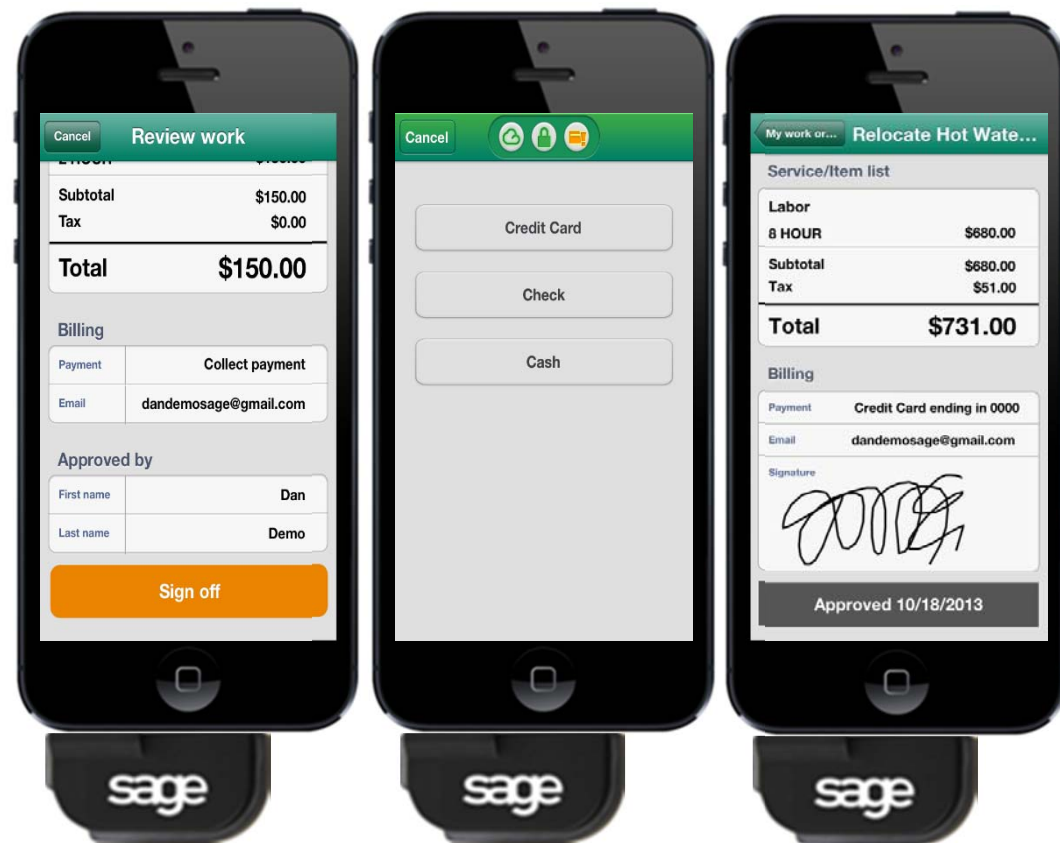 Cancel
Review work
Subtotal $150.00
Tax $0.00
Total $150.00
Billing
Payment Collect payment
Email dandemosage@gmail.com
Approved by
First name Dan
Last name Demo
Sign off
sage
Cancel
Credit Card
Check
Cash
sage
My work or...
Relocate Hot Wate...
Service/Item list
Labor
8 HOUR $680.00
Subtotal $680.00
Tax $51.00
Total $731.00
Billing
Payment Credit Card ending in 0000
Email dandemosage@gmail.com
Signature
Approved 10/18/2013
sage